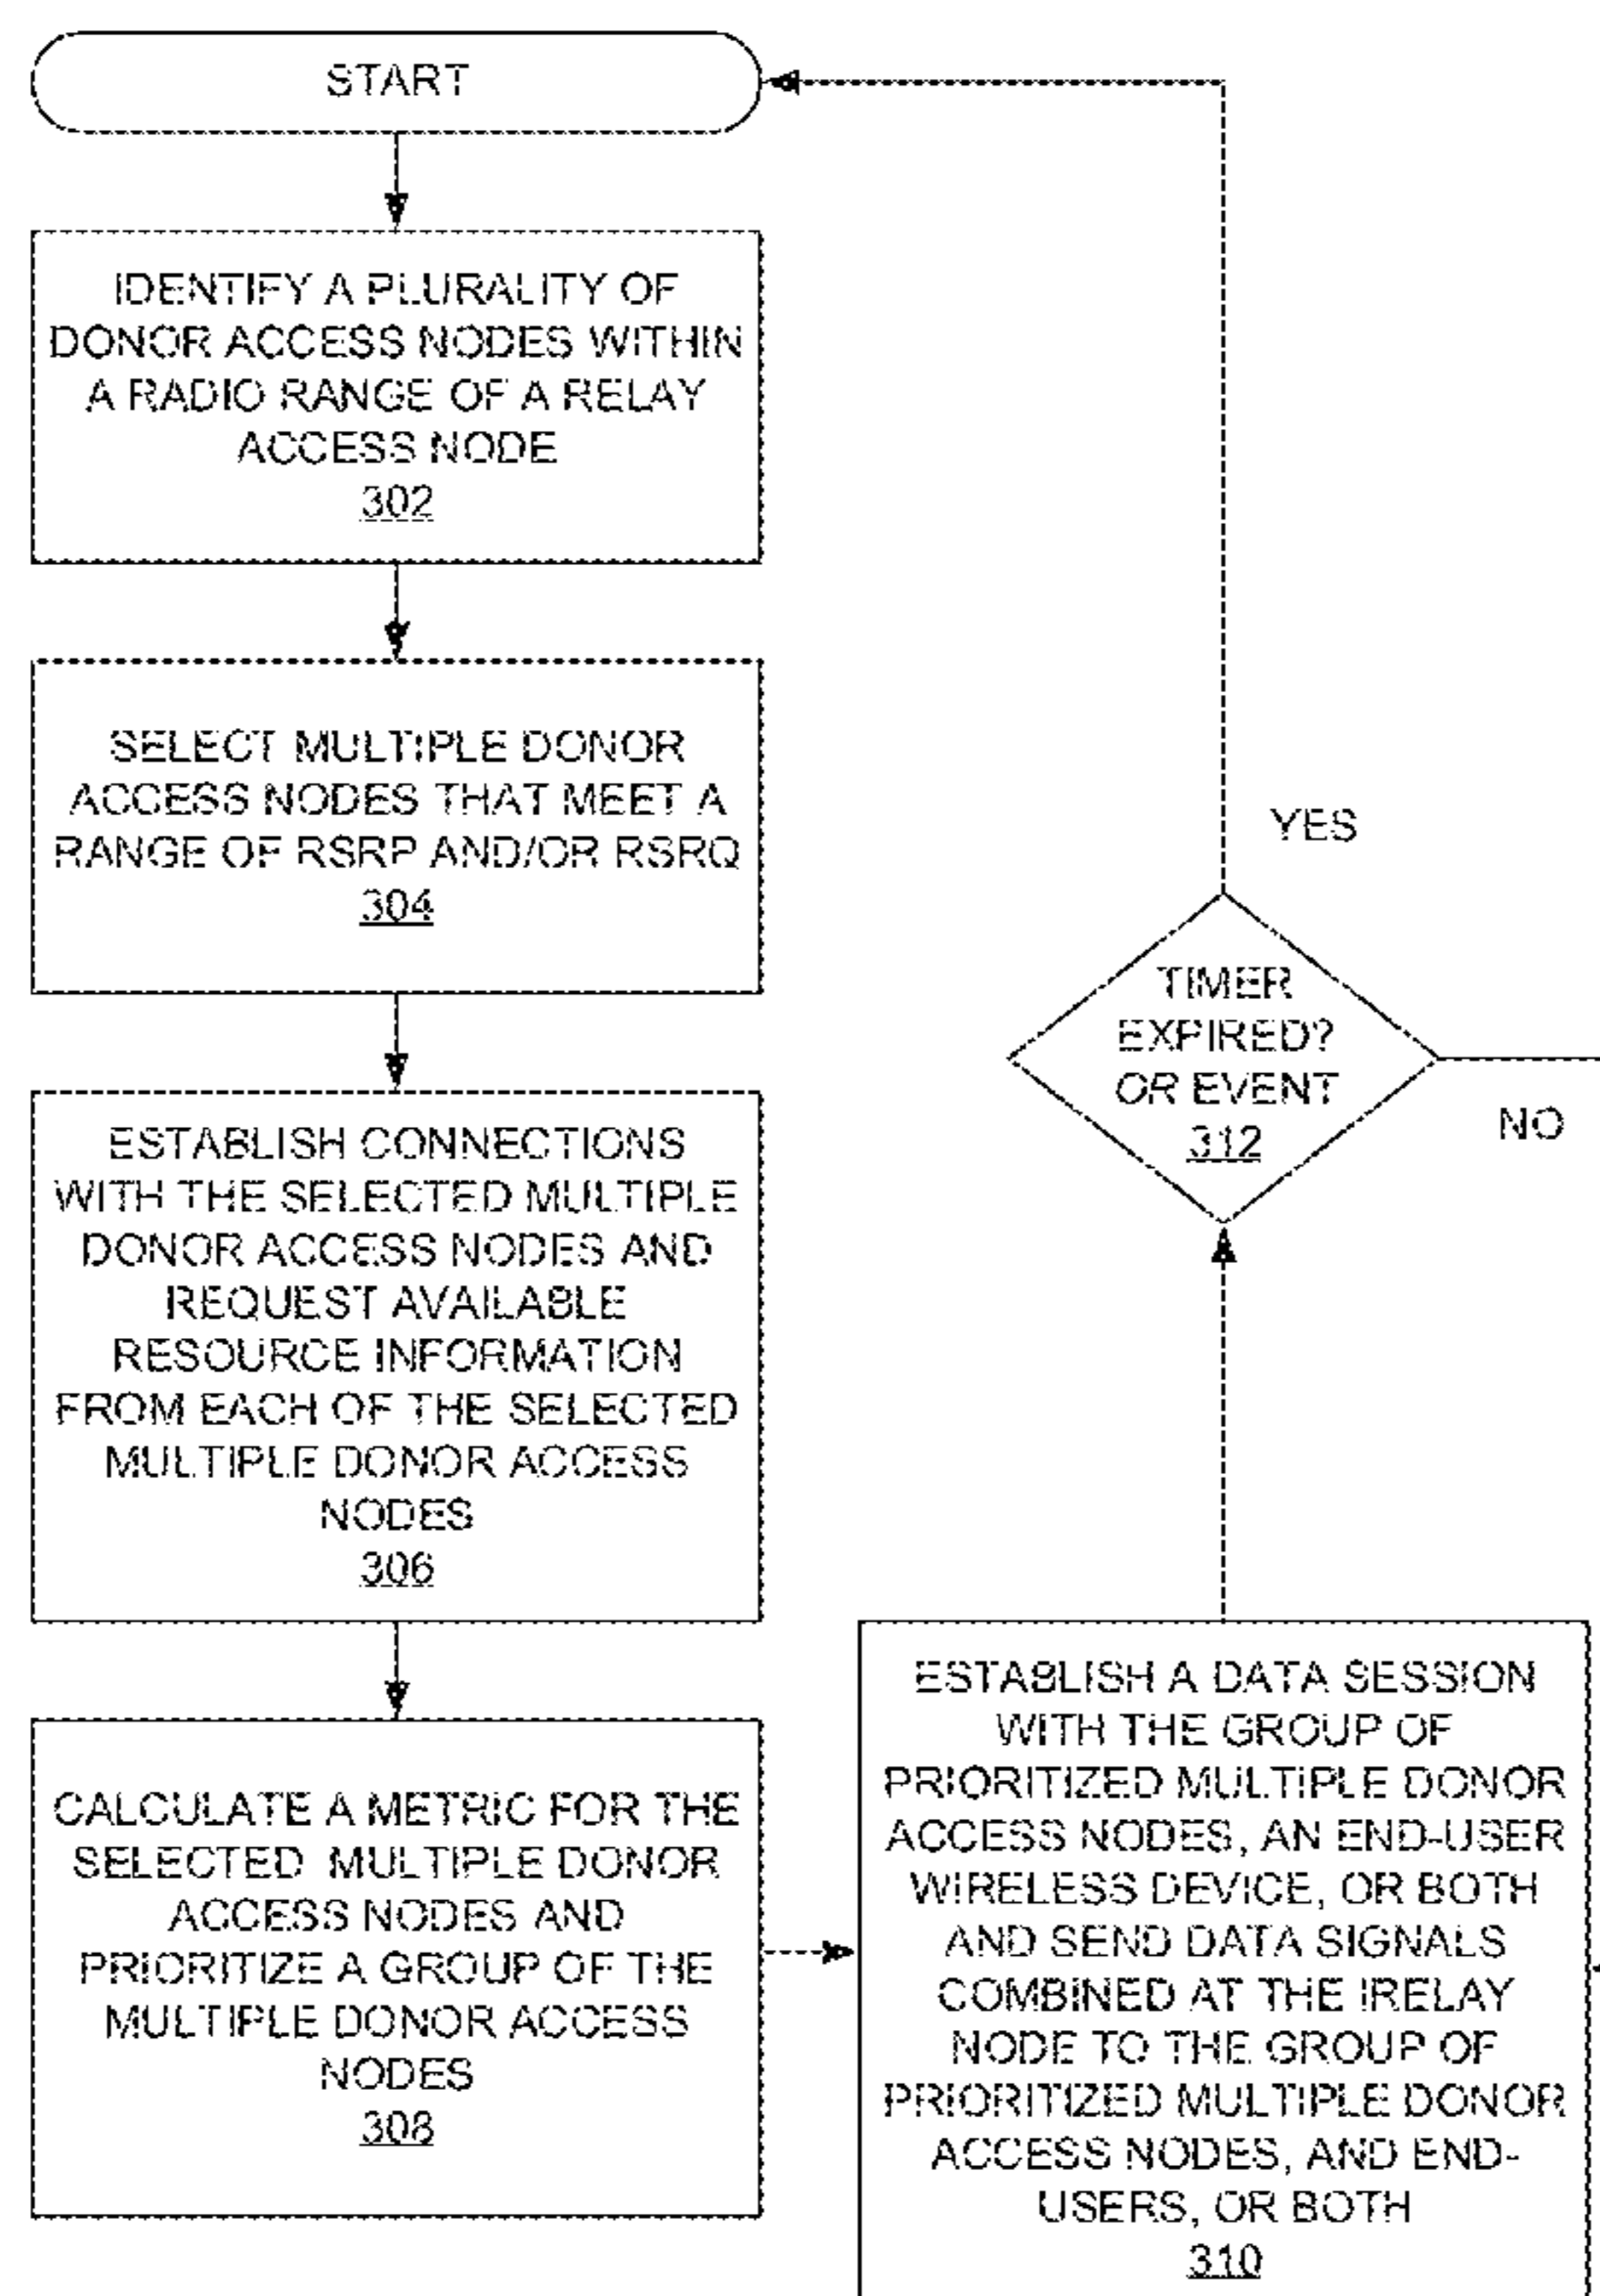 START
IDENTIFY A PLURALITY OF
DONOR ACCESS NODES WITHIN
A RADIO RANGE OF A RELAY
ACCESS NODE
302
SELECT MULTIPLE DONOR
ACCESS NODES THAT MEET A
RANGE OF RSRP AND/OR RSRQ
304
ESTABLISH CONNECTIONS
WITH THE SELECTED MULTIPLE
DONOR ACCESS NODES AND
REQUEST AVAILABLE
RESOURCE INFORMATION
FROM EACH OF THE SELECTED
MULTIPLE DONOR ACCESS
NODES
306
CALCULATE A METRIC FOR THE
SELECTED MULTIPLE DONOR
ACCESS NODES AND
PRIORITIZE A GROUP OF THE
MULTIPLE DONOR ACCESS
NODES
308
ESTABLISH A DATA SESSION
WITH THE GROUP OF
PRIORITIZED MULTIPLE DONOR
ACCESS NODES, AN END-USER
WIRELESS DEVICE, OR BOTH
AND SEND DATA SIGNALS
COMBINED AT THE IRELAY
NODE TO THE GROUP OF
PRIORITIZED MULTIPLE DONOR
ACCESS NODES, AND END-
USERS, OR BOTH
310
TIMER
EXPIRED?
OR EVENT
312
YES
NO